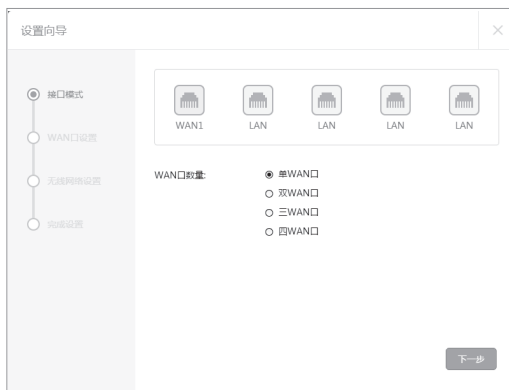 设置向导
接口模式
WAN口设置
无线网络设置
完成设置
WAN1 LAN LAN LAN LAN
WAN口数量: 单WAN口
双WAN口
三WAN口
四WAN口
下一步